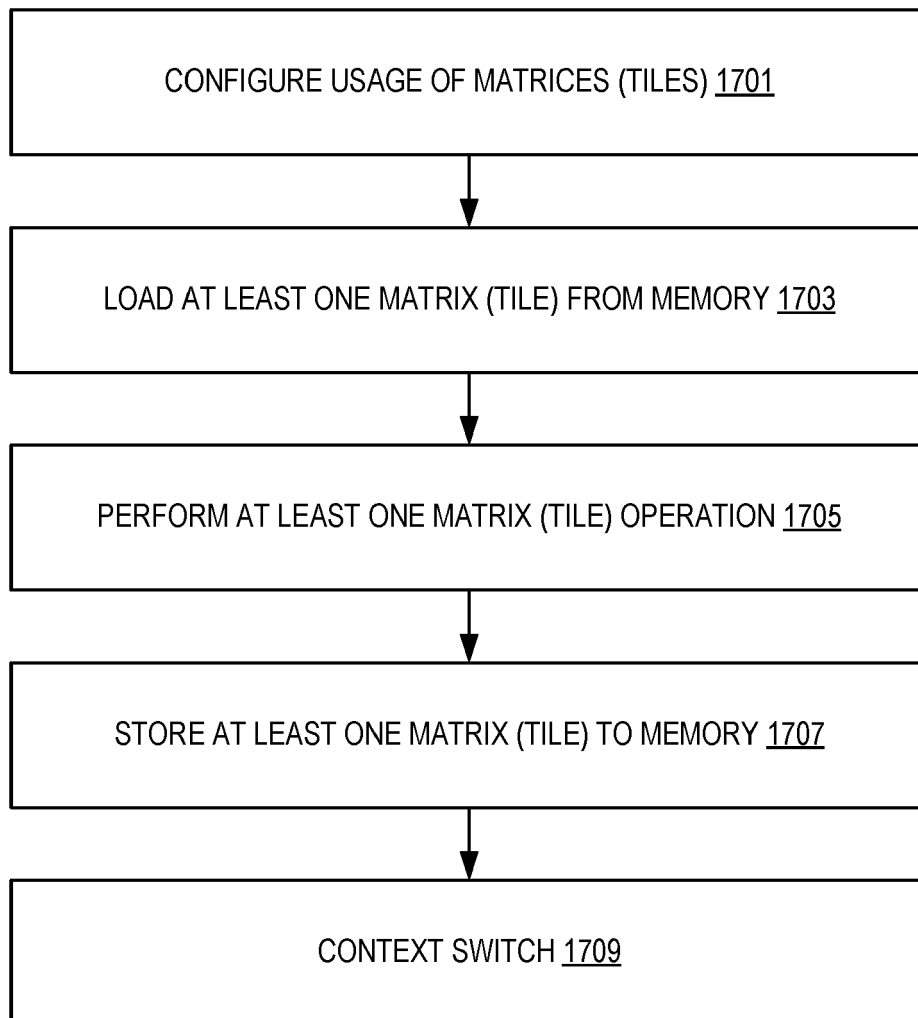 CONFIGURE USAGE OF MATRICES (TILES) 1701
LOAD AT LEAST ONE MATRIX (TILE) FROM MEMORY 1703
PERFORM AT LEAST ONE MATRIX (TILE) OPERATION 1705
STORE AT LEAST ONE MATRIX (TILE) TO MEMORY 1707
CONTEXT SWITCH 1709